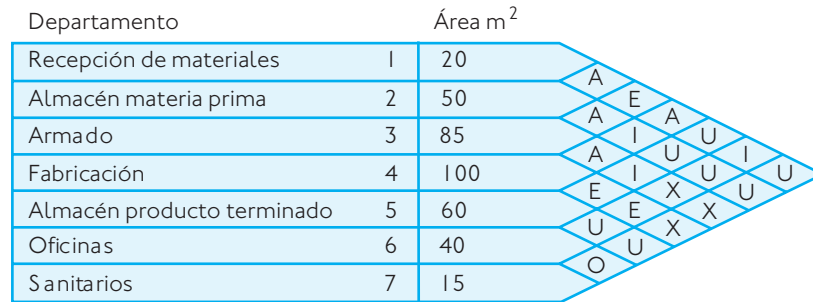 Departamento Área m²
Recepción de materiales 1 20
Almacén materia prima 2 50
Armado 3 85
Fabricación 4 100
Almacén producto terminado 5 60
Oficinas 6 40
Sanitarios 7 15
A E A U I U
A I U U U
A I X X
E E X
U U
O